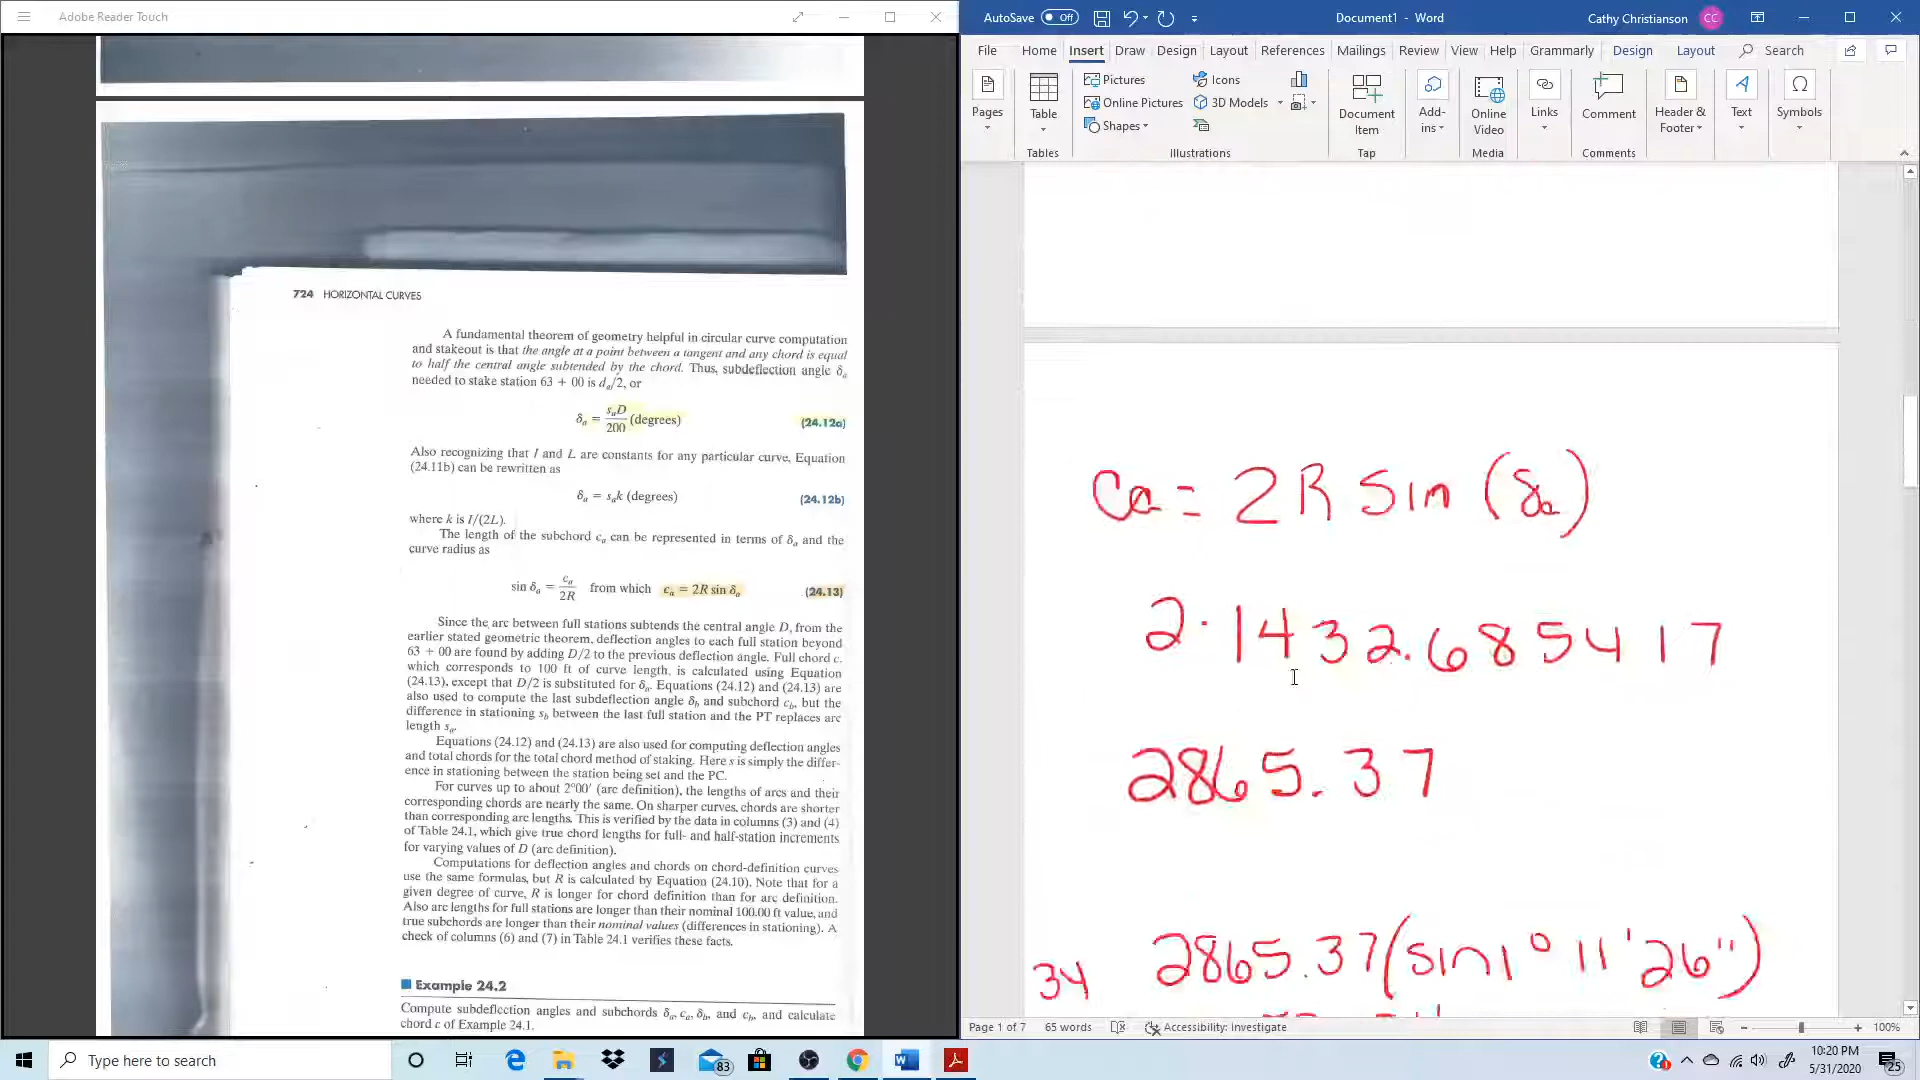 Adobe Reader Touch
724 HORIZONTAL CURVES
A fundamental theorem of geometry helpful in circular curve computation
and stakeout is that the angle at a point between a tangent and any chord is equal
to half the central angle subtended by the chord. Thus, subdeflection angle δa
needed to stake station 63 + 00 is da/2, or
δa = saD/200 (degrees) (24.12a)
Also recognizing that I and L are constants for any particular curve, Equation
(24.11b) can be rewritten as
δa = sak (degrees) (24.12b)
where k is I/(2L).
The length of the subchord ca can be represented in terms of δa and the
curve radius as
sin δa = ca/2R from which ca = 2R sin δa (24.13)
Since the arc between full stations subtends the central angle D, from the
earlier stated geometric theorem, deflection angles to each full station beyond
63 + 00 are found by adding D/2 to the previous deflection angle. Full chord c,
which corresponds to 100 ft of curve length, is calculated using Equation
(24.13), except that D/2 is substituted for δa. Equations (24.12) and (24.13) are
also used to compute the last subdeflection angle δb and subchord cb, but the
difference in stationing sb between the last full station and the PT replaces arc
length sa.
Equations (24.12) and (24.13) are also used for computing deflection angles
and total chords for the total chord method of staking. Here s is simply the differ-
ence in stationing between the station being set and the PC.
For curves up to about 2°00′ (arc definition), the lengths of arcs and their
corresponding chords are nearly the same. On sharper curves, chords are shorter
than corresponding arc lengths. This is verified by the data in columns (3) and (4)
of Table 24.1, which give true chord lengths for full- and half-station increments
for varying values of D (arc definition).
Computations for deflection angles and chords on chord-definition curves
use the same formulas, but R is calculated by Equation (24.10). Note that for a
given degree of curve, R is longer for chord definition than for arc definition.
Also arc lengths for full stations are longer than their nominal 100.00 ft value, and
true subchords are longer than their nominal values (differences in stationing). A
check of columns (6) and (7) in Table 24.1 verifies these facts.
Example 24.2
Compute subdeflection angles and subchords δa, ca, δb, and cb, and calculate
chord c of Example 24.1.
AutoSave Off Document1 - Word Cathy Christianson CC
File Home Insert Draw Design Layout References Mailings Review View Help Grammarly Design Layout Search
Pages
Table
Tables
Pictures
Online Pictures
Shapes
Icons
3D Models
Illustrations
Document
Item
Tap
Add-
ins
Online
Video
Media
Links
Comment
Comments
Header &
Footer
Text
Symbols
Ca = 2 R Sin (δa)
2·1432.685417
2865.37
34 2865.37(sin1°11'26")
Page 1 of 7 65 words Accessibility: Investigate 100%
Type here to search
83
10:20 PM
5/31/2020
25